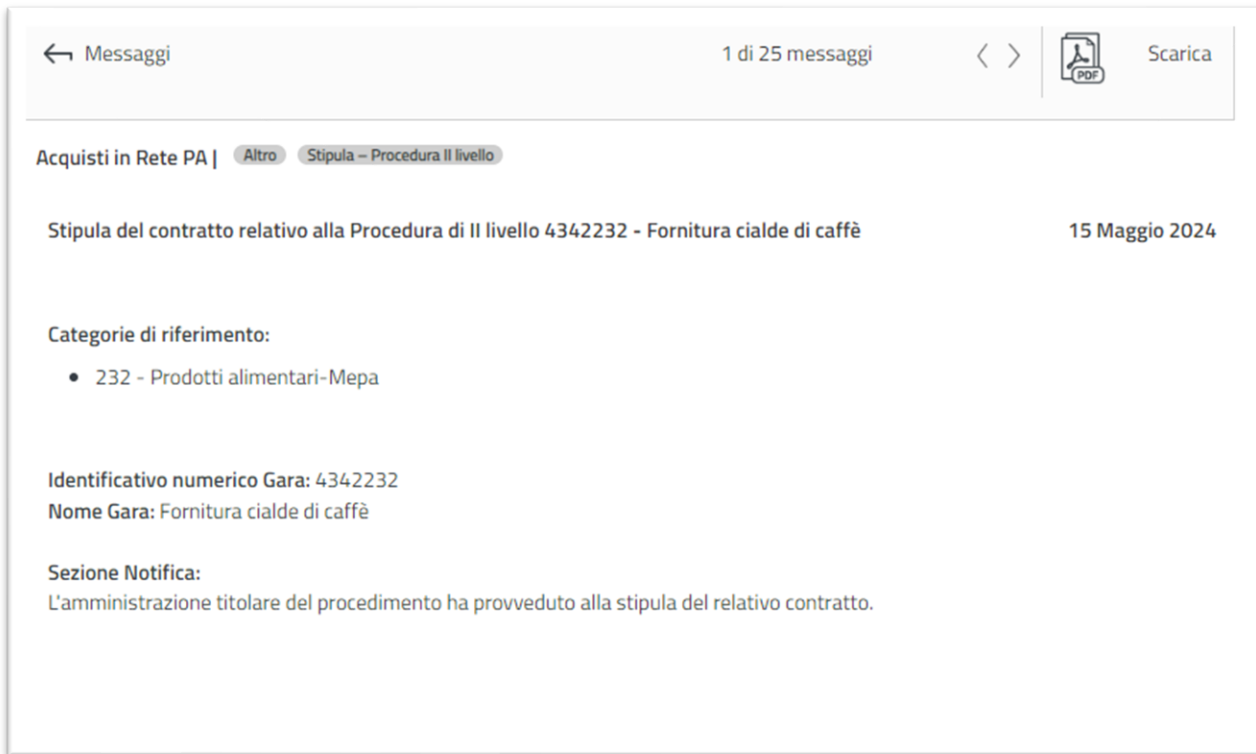 Messaggi 1 di 25 messaggi PDF Scarica
Acquisti in Rete PA | Altro Stipula – Procedura II livello
Stipula del contratto relativo alla Procedura di II livello 4342232 - Fornitura cialde di caffè 15 Maggio 2024
Categorie di riferimento:
• 232 - Prodotti alimentari-Mepa
Identificativo numerico Gara: 4342232
Nome Gara: Fornitura cialde di caffè
Sezione Notifica:
L'amministrazione titolare del procedimento ha provveduto alla stipula del relativo contratto.